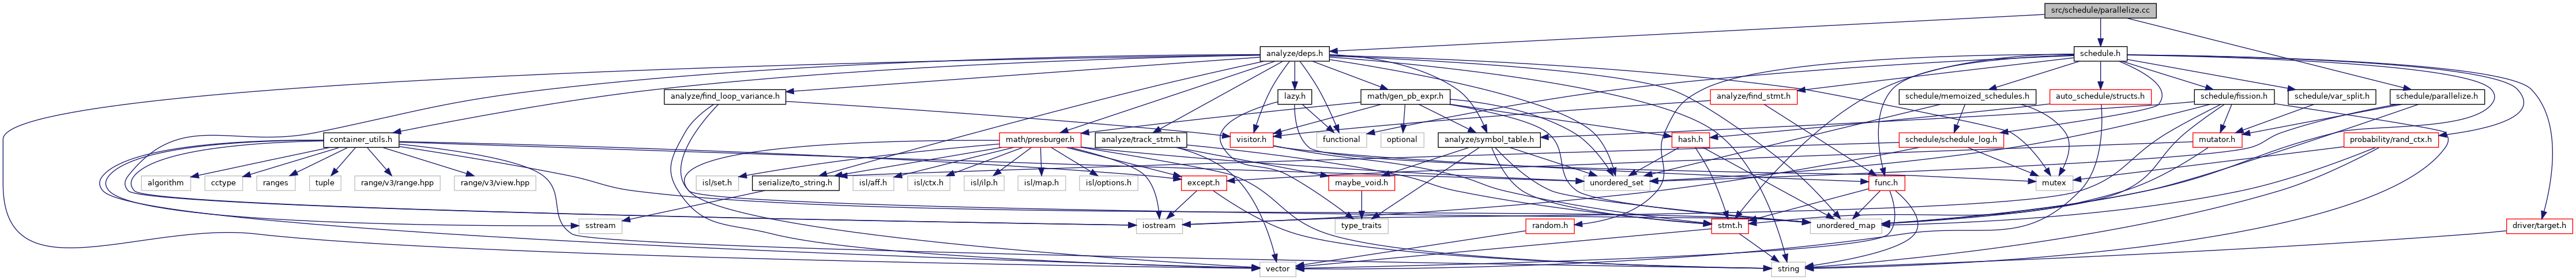 src/schedule/parallelize.cc
analyze/deps.h
schedule.h
analyze/find_loop_variance.h
lazy.h
math/gen_pb_expr.h
analyze/find_stmt.h
schedule/memoized_schedules.h
auto_schedule/structs.h
schedule/fission.h
schedule/var_split.h
schedule/parallelize.h
container_utils.h
math/presburger.h
analyze/track_stmt.h
visitor.h
functional
optional
analyze/symbol_table.h
hash.h
schedule/schedule_log.h
mutator.h
probability/rand_ctx.h
algorithm
cctype
ranges
tuple
range/v3/range.hpp
range/v3/view.hpp
isl/set.h
serialize/to_string.h
isl/aff.h
isl/ctx.h
isl/ilp.h
isl/map.h
isl/options.h
except.h
maybe_void.h
unordered_set
func.h
mutex
sstream
iostream
type_traits
random.h
stmt.h
unordered_map
driver/target.h
vector
string